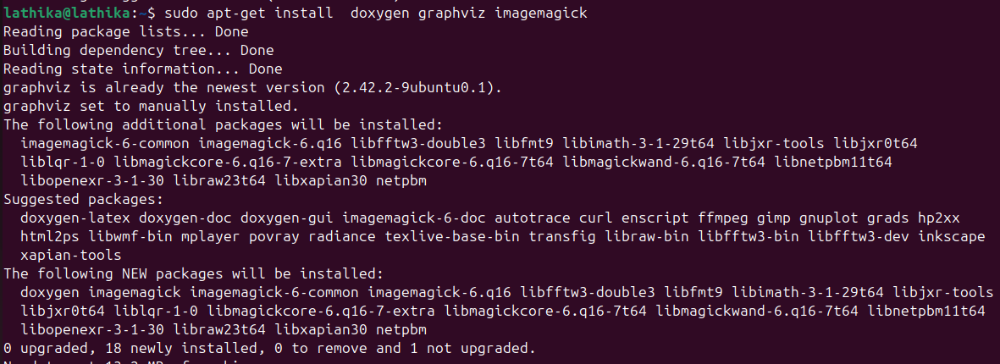 lathika@lathika:~$ sudo apt-get install  doxygen graphviz imagemagick
Reading package lists... Done
Building dependency tree... Done
Reading state information... Done
graphviz is already the newest version (2.42.2-9ubuntu0.1).
graphviz set to manually installed.
The following additional packages will be installed:
  imagemagick-6-common imagemagick-6.q16 libfftw3-double3 libfmt9 libimath-3-1-29t64 libjxr-tools libjxr0t64
  liblqr-1-0 libmagickcore-6.q16-7-extra libmagickcore-6.q16-7t64 libmagickwand-6.q16-7t64 libnetpbm11t64
  libopenexr-3-1-30 libraw23t64 libxapian30 netpbm
Suggested packages:
  doxygen-latex doxygen-doc doxygen-gui imagemagick-6-doc autotrace curl enscript ffmpeg gimp gnuplot grads hp2xx
  html2ps libwmf-bin mplayer povray radiance texlive-base-bin transfig libraw-bin libfftw3-bin libfftw3-dev inkscape
  xapian-tools
The following NEW packages will be installed:
  doxygen imagemagick imagemagick-6-common imagemagick-6.q16 libfftw3-double3 libfmt9 libimath-3-1-29t64 libjxr-tools
  libjxr0t64 liblqr-1-0 libmagickcore-6.q16-7-extra libmagickcore-6.q16-7t64 libmagickwand-6.q16-7t64 libnetpbm11t64
  libopenexr-3-1-30 libraw23t64 libxapian30 netpbm
0 upgraded, 18 newly installed, 0 to remove and 1 not upgraded.